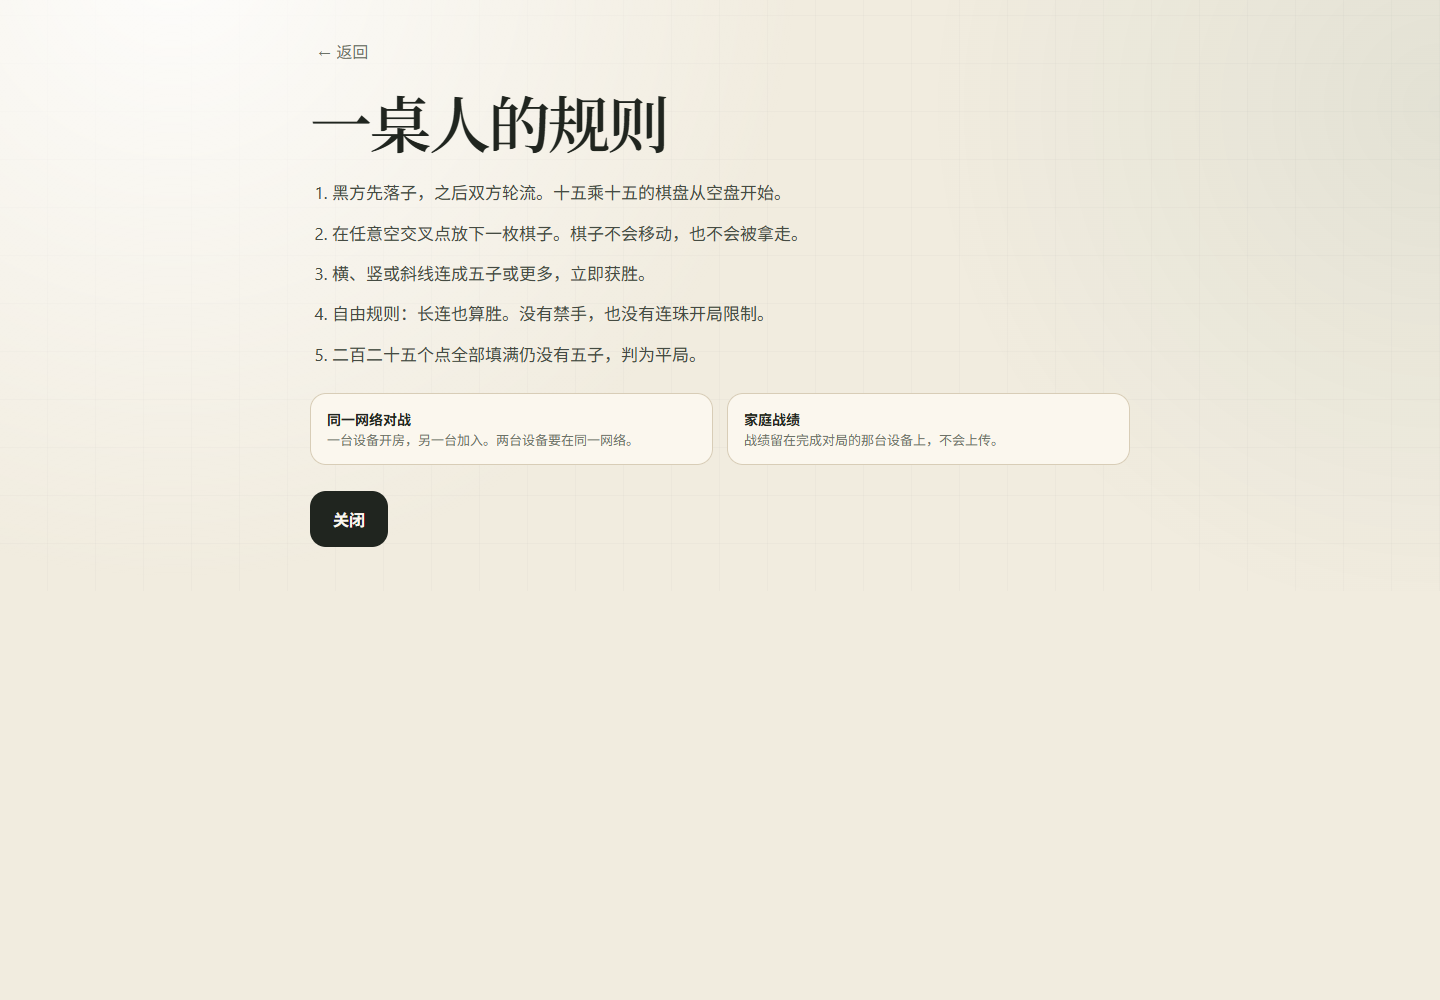 ← 返回
一桌人的规则
1. 黑方先落子，之后双方轮流。十五乘十五的棋盘从空盘开始。
2. 在任意空交叉点放下一枚棋子。棋子不会移动，也不会被拿走。
3. 横、竖或斜线连成五子或更多，立即获胜。
4. 自由规则：长连也算胜。没有禁手，也没有连珠开局限制。
5. 二百二十五个点全部填满仍没有五子，判为平局。
同一网络对战
一台设备开房，另一台加入。两台设备要在同一网络。
家庭战绩
战绩留在完成对局的那台设备上，不会上传。
关闭